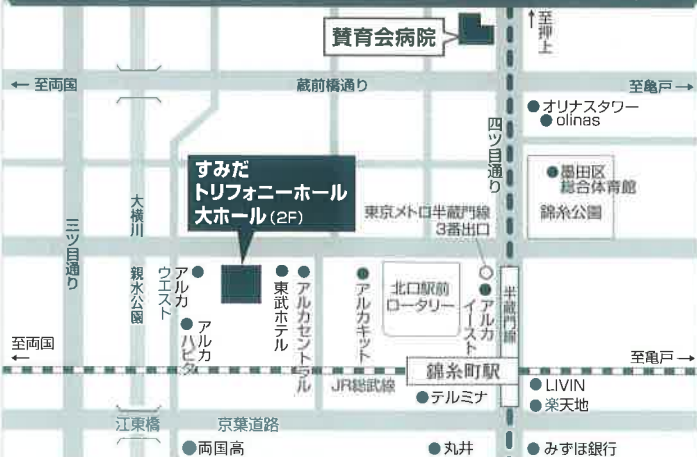 ↑至押上
賛育会病院
← 至両国
蔵前橋通り
至亀戸 →
オリナスタワー
olinas
四ツ目通り
すみだ
トリフォニーホール
大ホール(2F)
墨田区
総合体育館
錦糸公園
東京メトロ半蔵門線
3番出口
三ツ目通り
大横川
親水公園
アルカ
ウエスト
アルカ
ハピタ
東武ホテル
アルカセントラル
アルカキット
北口駅前
ロータリー
アルカ
イースト
半蔵門線
至両国
←
錦糸町駅
至亀戸
→
JR総武線
テルミナ
LIVIN
楽天地
江東橋
京葉道路
両国高
丸井
みずほ銀行